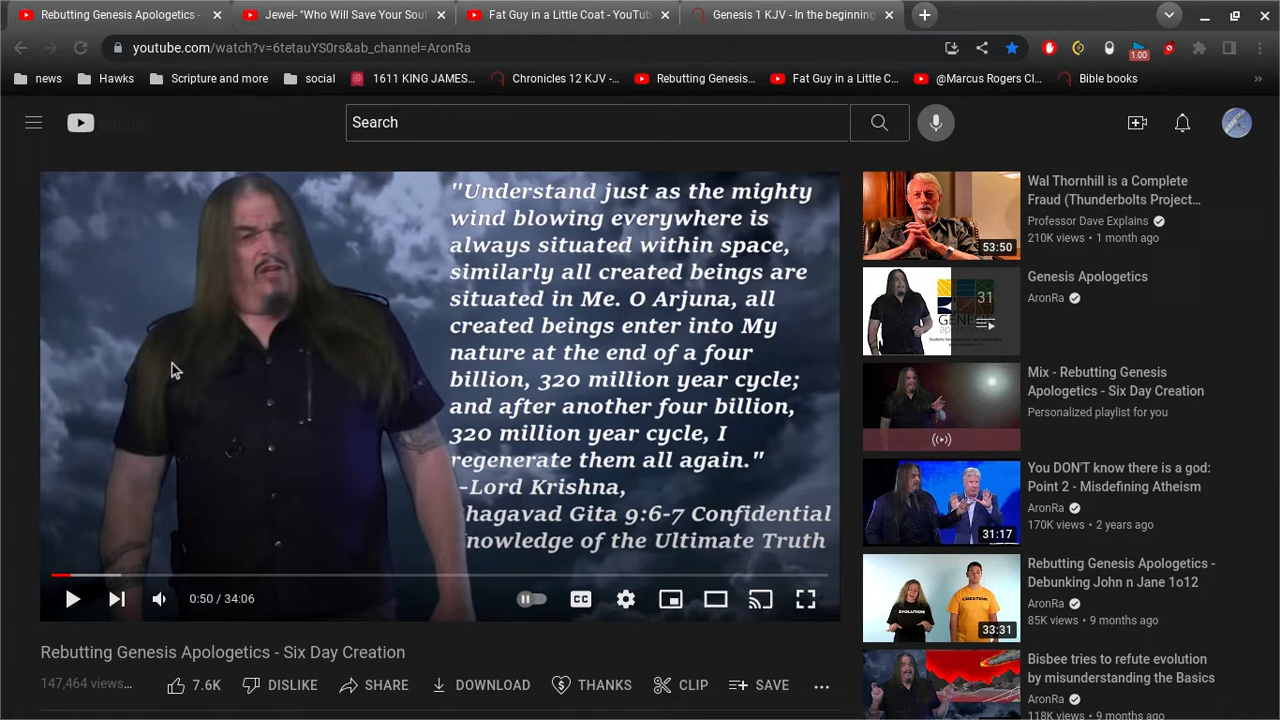 Rebutting Genesis Apologetics -
Jewel- "Who Will Save Your Sou
Fat Guy in a Little Coat - YouTub
Genesis 1 KJV - In the beginning
youtube.com/watch?v=6tetauYS0rs&ab_channel=AronRa
1.00
news
Hawks
Scripture and more
social
1611 KING JAMES...
Chronicles 12 KJV -...
Rebutting Genesis...
Fat Guy in a Little C...
@Marcus Rogers Cl...
Bible books
Search
"Understand just as the mighty
wind blowing everywhere is
always situated within space,
similarly all created beings are
situated in Me. O Arjuna, all
created beings enter into My
nature at the end of a four
billion, 320 million year cycle;
and after another four billion,
320 million year cycle, I
regenerate them all again."
-Lord Krishna,
hagavad Gita 9:6-7 Confidential
nowledge of the Ultimate Truth
0:50 / 34:06
CC
Rebutting Genesis Apologetics - Six Day Creation
147,464 views...
7.6K
DISLIKE
SHARE
DOWNLOAD
THANKS
CLIP
SAVE
53:50
Wal Thornhill is a Complete
Fraud (Thunderbolts Project...
Professor Dave Explains
210K views • 1 month ago
31
Genesis Apologetics
AronRa
Mix - Rebutting Genesis
Apologetics - Six Day Creation
Personalized playlist for you
31:17
You DON'T know there is a god:
Point 2 - Misdefining Atheism
AronRa
170K views • 2 years ago
EVOLUTION
CREATION
33:31
Rebutting Genesis Apologetics -
Debunking John n Jane 1o12
AronRa
85K views • 9 months ago
Bisbee tries to refute evolution
by misunderstanding the Basics
AronRa
118K views • 9 months ago